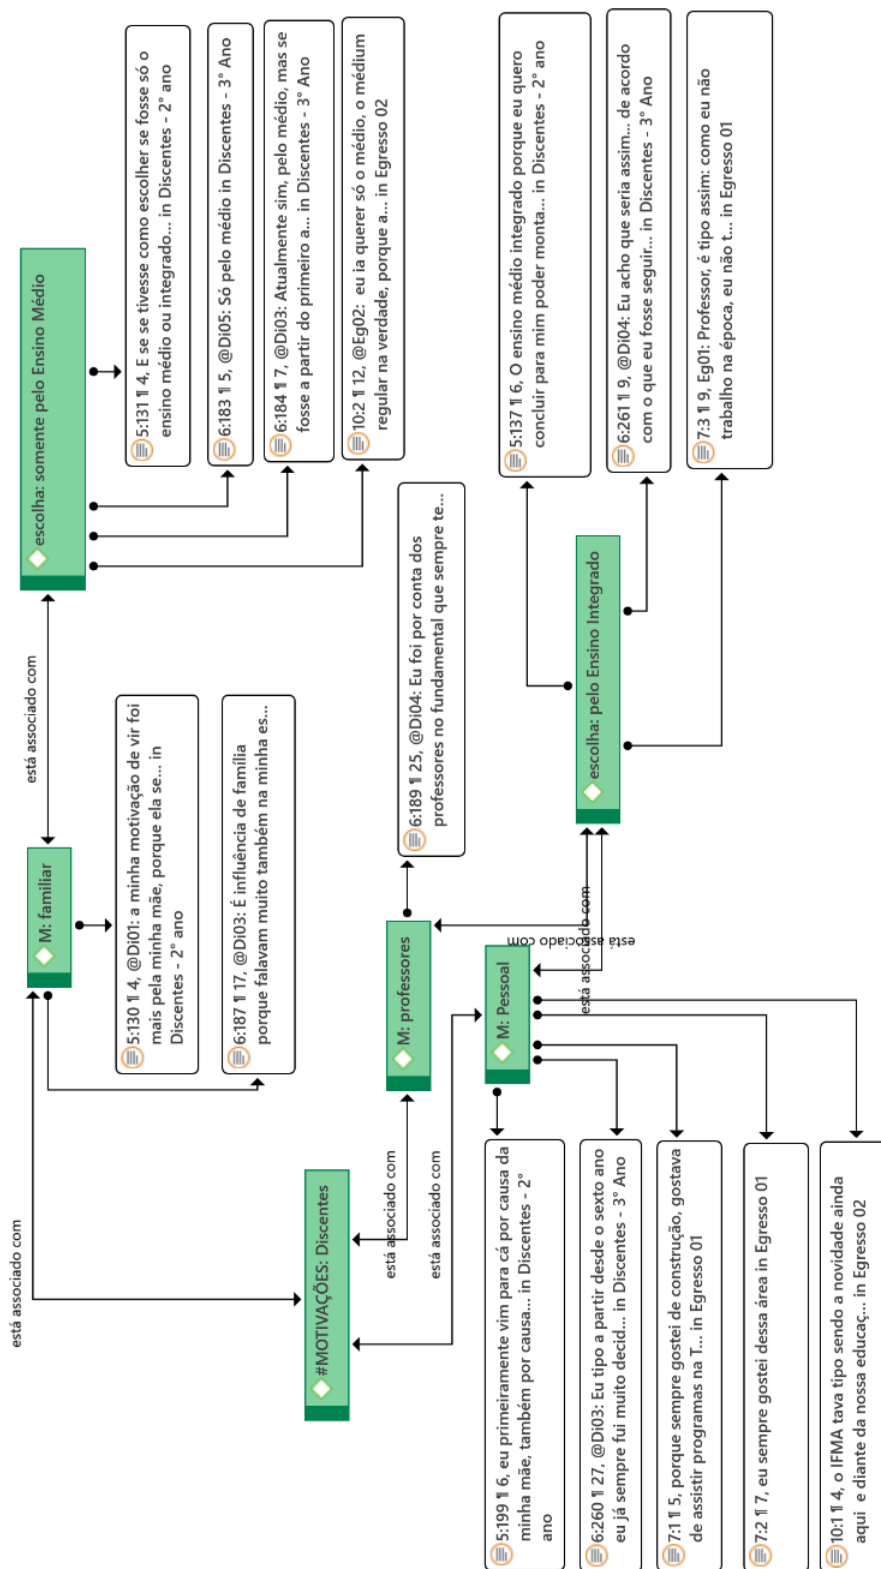 está associado com
está associado com
M: familiar
escolha: somente pelo Ensino Médio
5:130 ¶ 4, @Di01: a minha motivação de vir foi
mais pela minha mãe, porque ela se... in
Discentes - 2° ano
6:187 ¶ 17, @Di03: É influência de família
porque falavam muito também na minha es...
5:131 ¶ 4, E se se tivesse como escolher se fosse só o
ensino médio ou integrado... in Discentes - 2° ano
6:183 ¶ 5, @Di05: Só pelo médio in Discentes - 3° Ano
6:184 ¶ 7, @Di03: Atualmente sim, pelo médio, mas se
fosse a partir do primeiro a... in Discentes - 3° Ano
10:2 ¶ 12, @Eg02:  eu ia querer só o médio, o médium
regular na verdade, porque a... in Egresso 02
#MOTIVAÇÕES: Discentes
está associado com
está associado com
M: professores
6:189 ¶ 25, @Di04: Eu foi por conta dos
professores no fundamental que sempre te...
M: Pessoal
está associado com
está associado com
escolha: pelo Ensino Integrado
5:137 ¶ 6, O ensino médio integrado porque eu quero
concluir para mim poder monta... in Discentes - 2° ano
6:261 ¶ 9, @Di04: Eu acho que seria assim... de acordo
com o que eu fosse seguir... in Discentes - 3° Ano
7:3 ¶ 9, Eg01: Professor, é tipo assim: como eu não
trabalho na época, eu não t... in Egresso 01
5:199 ¶ 6, eu primeiramente vim para cá por causa da
minha mãe, também por causa... in Discentes - 2°
ano
6:260 ¶ 27, @Di03: Eu tipo a partir desde o sexto ano
eu já sempre fui muito decid... in Discentes - 3° Ano
7:1 ¶ 5, porque sempre gostei de construção, gostava
de assistir programas na T... in Egresso 01
7:2 ¶ 7, eu sempre gostei dessa área in Egresso 01
10:1 ¶ 4, o IFMA tava tipo sendo a novidade ainda
aqui  e diante da nossa educaç... in Egresso 02